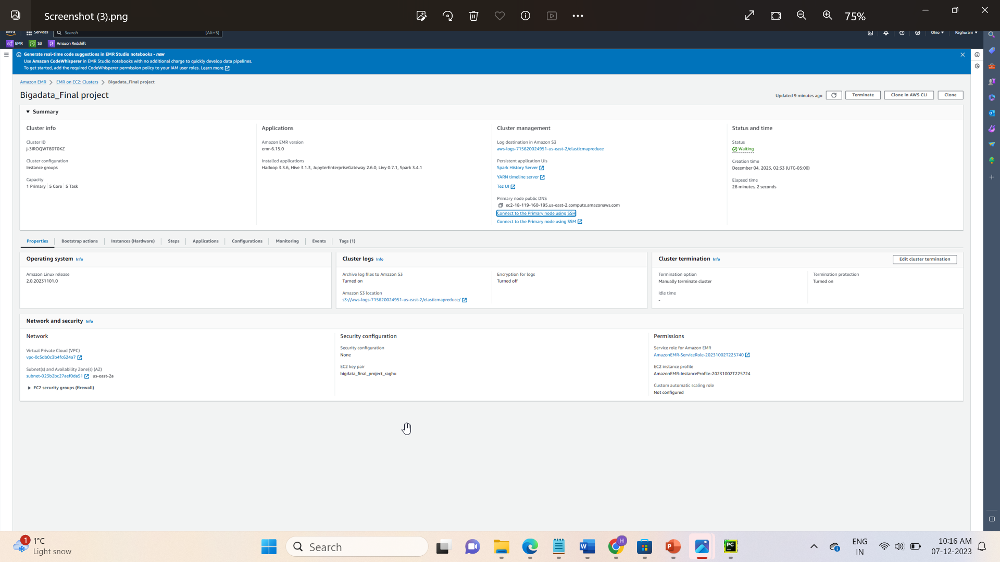 Screenshot (3).png
75%
aws
Services
Search
[Alt+S]
Ohio
Raghuram
EMR
S3
Amazon Redshift
Generate real-time code suggestions in EMR Studio notebooks - new
Use Amazon CodeWhisperer in EMR Studio notebooks with no additional charge to quickly develop data pipelines.
To get started, add the required CodeWhisperer permission policy to your IAM user roles. Learn more
Amazon EMR
EMR on EC2: Clusters
Bigadata_Final project
Bigadata_Final project
Updated 9 minutes ago
Terminate
Clone in AWS CLI
Clone
Summary
Cluster info
Cluster ID
j-3IROQWT8DT0KZ
Cluster configuration
Instance groups
Capacity
1 Primary | 5 Core | 5 Task
Applications
Amazon EMR version
emr-6.15.0
Installed applications
Hadoop 3.3.6, Hive 3.1.3, JupyterEnterpriseGateway 2.6.0, Livy 0.7.1, Spark 3.4.1
Cluster management
Log destination in Amazon S3
aws-logs-715620024951-us-east-2/elasticmapreduce
Persistent application UIs
Spark History Server
YARN timeline server
Tez UI
Primary node public DNS
ec2-18-119-160-195.us-east-2.compute.amazonaws.com
Connect to the Primary node using SSH
Connect to the Primary node using SSM
Status and time
Status
Waiting
Creation time
December 04, 2023, 02:33 (UTC-05:00)
Elapsed time
28 minutes, 2 seconds
Properties
Bootstrap actions
Instances (Hardware)
Steps
Applications
Configurations
Monitoring
Events
Tags (1)
Operating system Info
Amazon Linux release
2.0.20231101.0
Cluster logs Info
Archive log files to Amazon S3
Turned on
Amazon S3 location
s3://aws-logs-715620024951-us-east-2/elasticmapreduce/
Encryption for logs
Turned off
Cluster termination Info
Edit cluster termination
Termination option
Manually terminate cluster
Idle time
-
Termination protection
Turned on
Network and security Info
Network
Virtual Private Cloud (VPC)
vpc-0c5db0c3b4fc624a7
Subnet(s) and Availability Zone(s) (AZ)
subnet-023b2bc27aef0da51 us-east-2a
EC2 security groups (firewall)
Security configuration
Security configuration
None
EC2 key pair
bigdata_final_project_raghu
Permissions
Service role for Amazon EMR
AmazonEMR-ServiceRole-20231002T225740
EC2 instance profile
AmazonEMR-InstanceProfile-20231002T225724
Custom automatic scaling role
Not configured
1
1°C
Light snow
Search
H
W
P
PC
ENG
IN
10:16 AM
07-12-2023